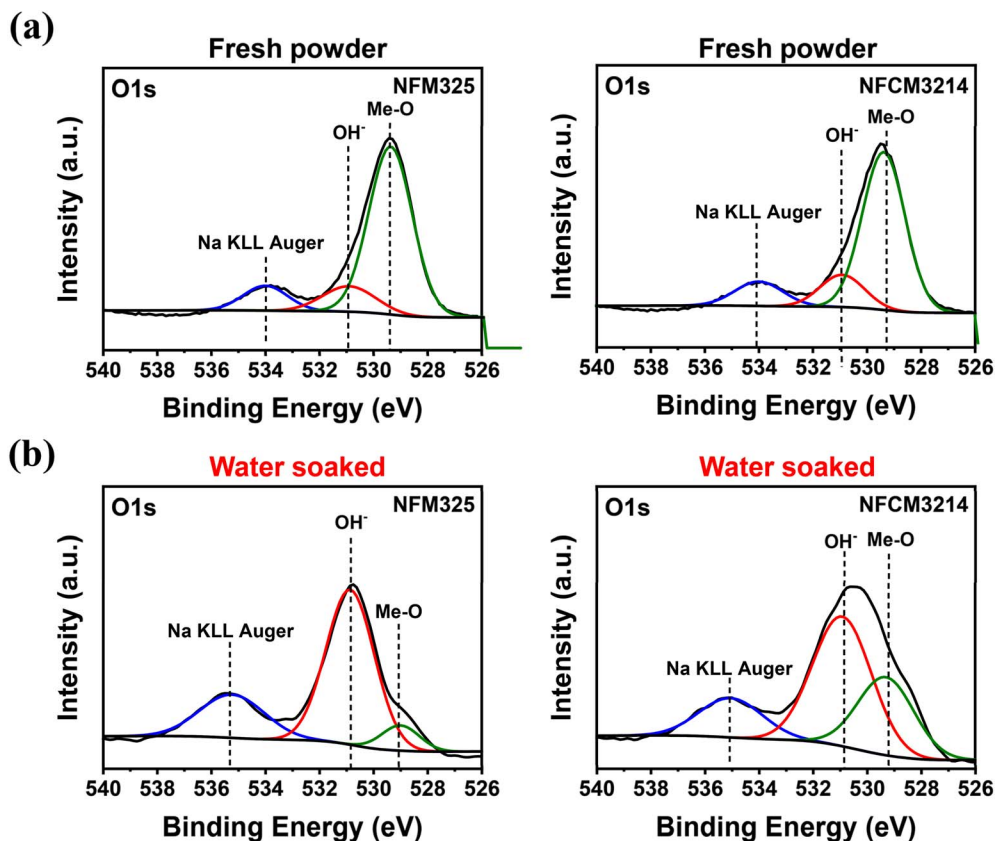 (a)
Fresh powder
O1s
NFM325
Me-O
OH⁻
Na KLL Auger
Intensity (a.u.)
540 538 536 534 532 530 528 526
Binding Energy (eV)
Fresh powder
O1s
NFCM3214
Me-O
OH⁻
Na KLL Auger
Intensity (a.u.)
540 538 536 534 532 530 528 526
Binding Energy (eV)
(b)
Water soaked
O1s
NFM325
OH⁻
Me-O
Na KLL Auger
Intensity (a.u.)
540 538 536 534 532 530 528 526
Binding Energy (eV)
Water soaked
O1s
NFCM3214
OH⁻ Me-O
Na KLL Auger
Intensity (a.u.)
540 538 536 534 532 530 528 526
Binding Energy (eV)